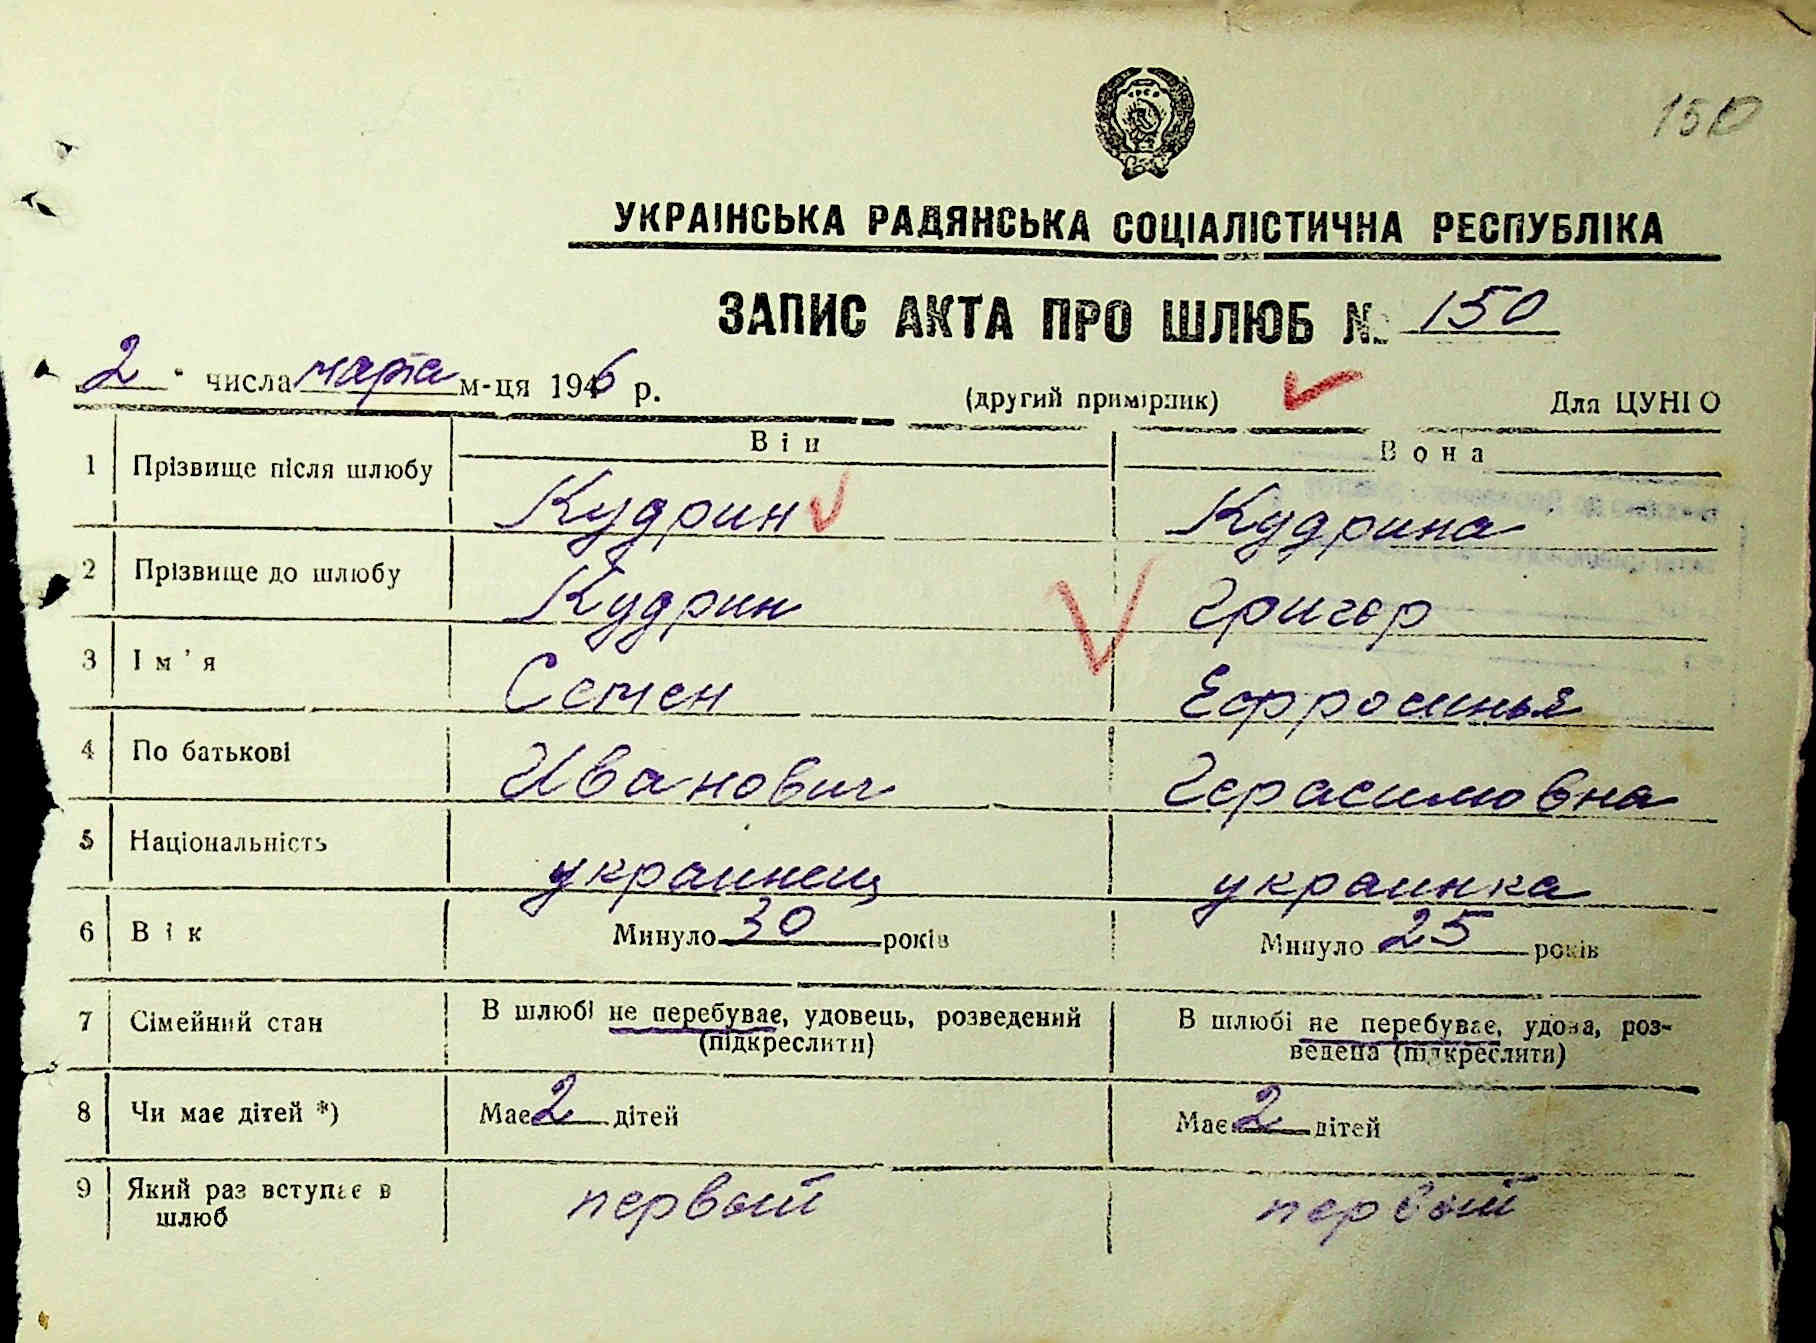 150
УКРАЇНСЬКА РАДЯНСЬКА СОЦІАЛІСТИЧНА РЕСПУБЛІКА
ЗАПИС АКТА ПРО ШЛЮБ № 150
2 числа марта м-ця 1946 р. (другий примірник) Для ЦУНГО
Він Вона
1 Прізвище після шлюбу Кудрин Кудрина
2 Прізвище до шлюбу Кудрин Григор
3 Ім'я Семен Ефросинья
4 По батькові Иванович Герасимовна
5 Національність украинец украинка
6 Вік Минуло 30 років Минуло 25 років
7 Сімейний стан В шлюбі не перебуває, удовець, розведений (підкреслити) В шлюбі не перебуває, удова, роз-
ведена (підкреслити)
8 Чи має дітей *) Має 2 дітей Має 2 дітей
9 Який раз вступає в шлюб первый первый